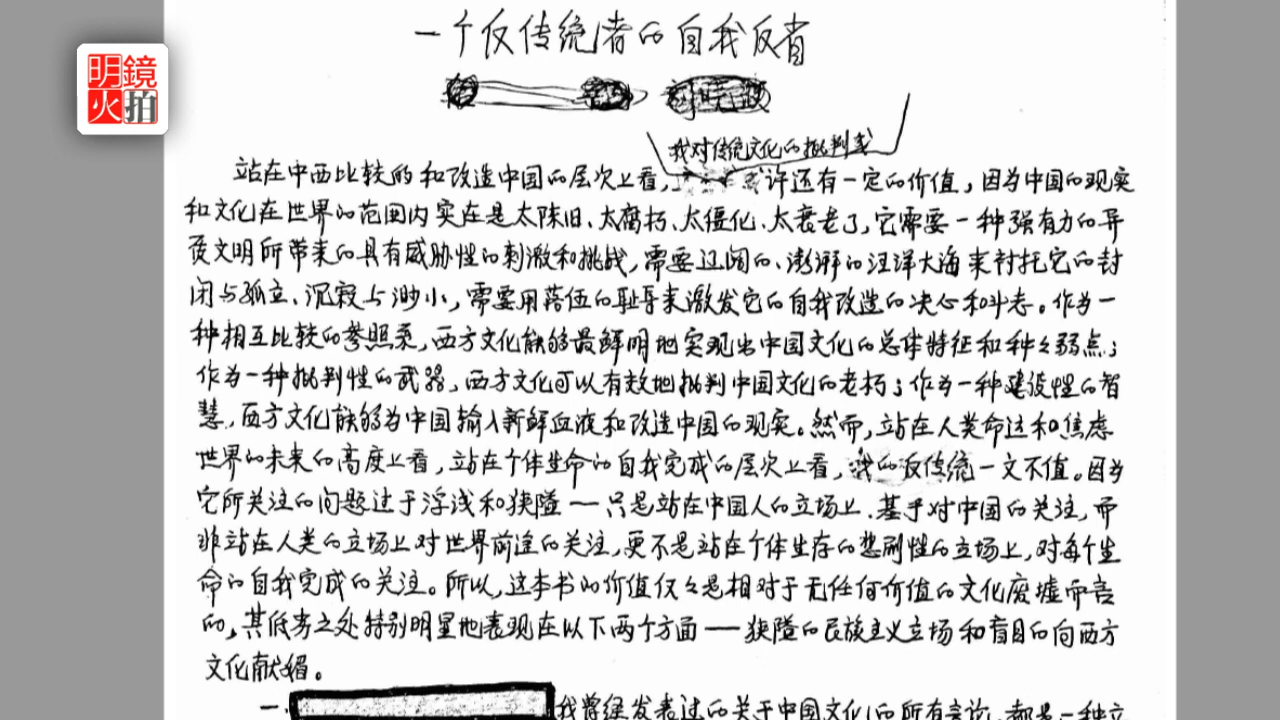 明鏡
火拍
一个反传统者的自我反省
我对传统文化的批判或
站在中西比较的和改造中国的层次上看，许还有一定的价值，因为中国的现实
和文化在世界的范围内实在是太陈旧、太腐朽、太僵化、太衰老了，它需要一种强有力的异
质文明所带来的具有威胁性的刺激和挑战，需要辽阔的、澎湃的汪洋大海来衬托它的封
闭与孤立、沉寂与渺小，需要用落伍的耻辱来激发它的自我改造的决心和斗志。作为一
种相互比较的参照系，西方文化能够最鲜明地实现出中国文化的总体特征和种々弱点；
作为一种批判性的武器，西方文化可以有效地批判中国文化的老朽；作为一种建设性的智
慧，西方文化能够为中国输入新鲜血液和改造中国的现实。然而，站在人类命运和焦虑
世界的未来的高度上看，站在个体生命的自我完成的层次上看，我的反传统一文不值。因为
它所关注的问题过于浮浅和狭隘——只是站在中国人的立场上，基于对中国的关注，而
非站在人类的立场上对世界前途的关注，更不是站在个体生存的悲剧性的立场上，对每个生
命的自我完成的关注。所以，这本书的价值仅々是相对于无任何价值的文化废墟而言
的，其低劣之处特别明显地表现在以下两个方面——狭隘的民族主义立场和盲目的向西方
文化献媚。
一．我曾经发表过的关于中国文化的所有言论，都是一种立